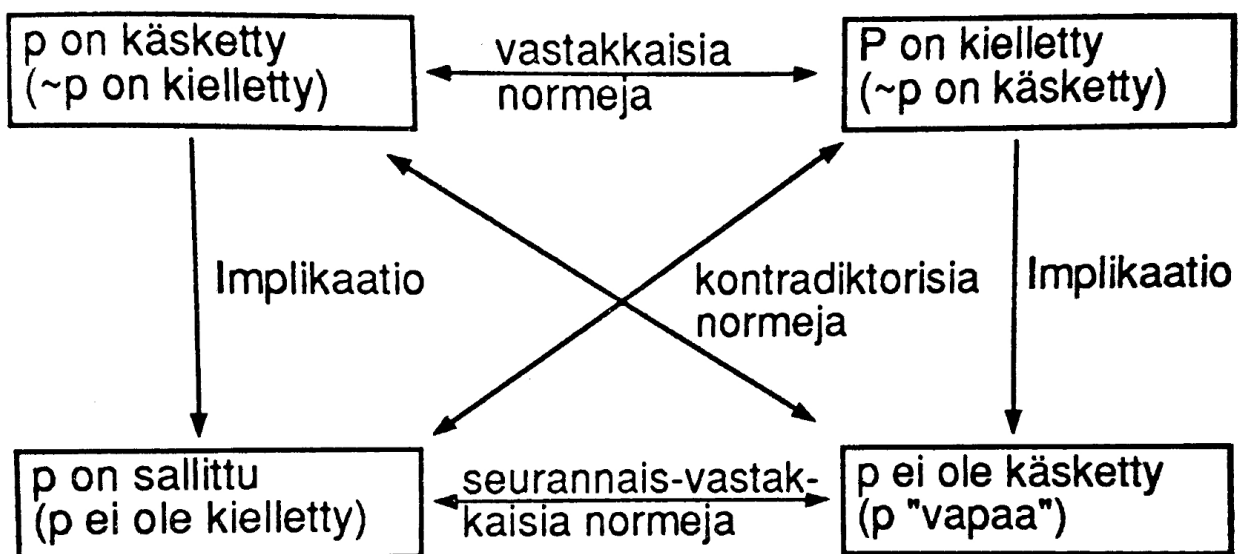 p on käsketty
(~p on kielletty)
vastakkaisia
normeja
P on kielletty
(~p on käsketty)
Implikaatio
kontradiktorisia
normeja
Implikaatio
p on sallittu
(p ei ole kielletty)
seurannais-vastak-
kaisia normeja
p ei ole käsketty
(p "vapaa")